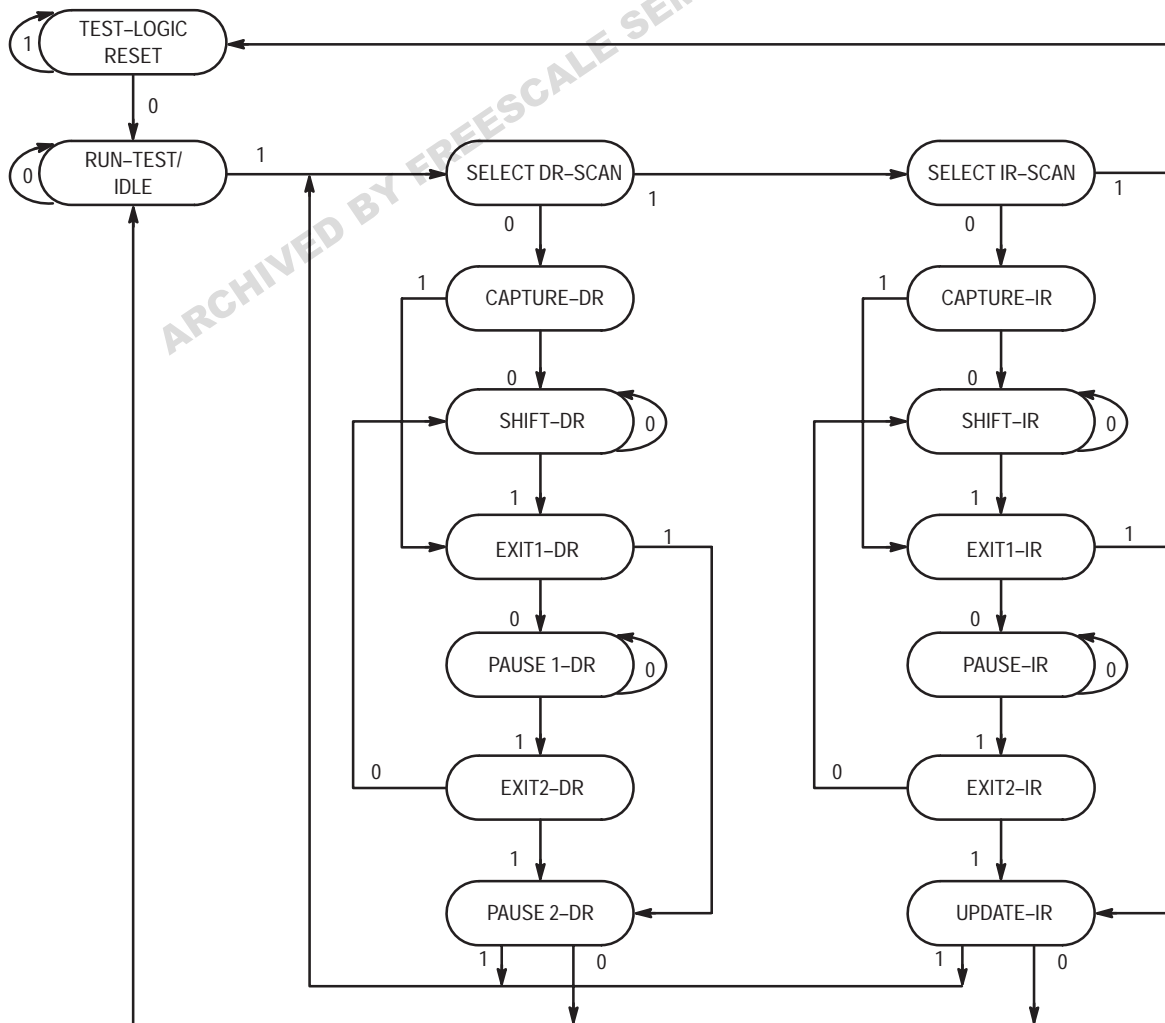 TEST–LOGIC
RESET
1
0
RUN–TEST/
IDLE
0
1
SELECT DR–SCAN
1
0
SELECT IR–SCAN
1
0
CAPTURE–DR
1
0
CAPTURE–IR
1
0
SHIFT–DR
0
1
SHIFT–IR
0
1
EXIT1–DR
1
0
EXIT1–IR
1
0
PAUSE 1–DR
0
1
PAUSE–IR
0
1
EXIT2–DR
0
1
EXIT2–IR
0
1
PAUSE 2–DR
1
0
UPDATE–IR
1
0
ARCHIVED BY FREESCALE